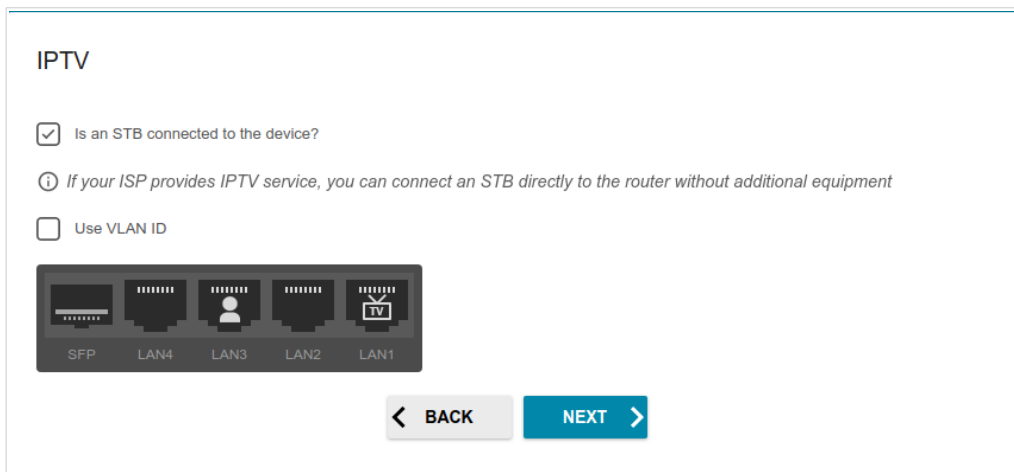 IPTV
Is an STB connected to the device?
If your ISP provides IPTV service, you can connect an STB directly to the router without additional equipment
Use VLAN ID
TV
SFP LAN4 LAN3 LAN2 LAN1
BACK NEXT